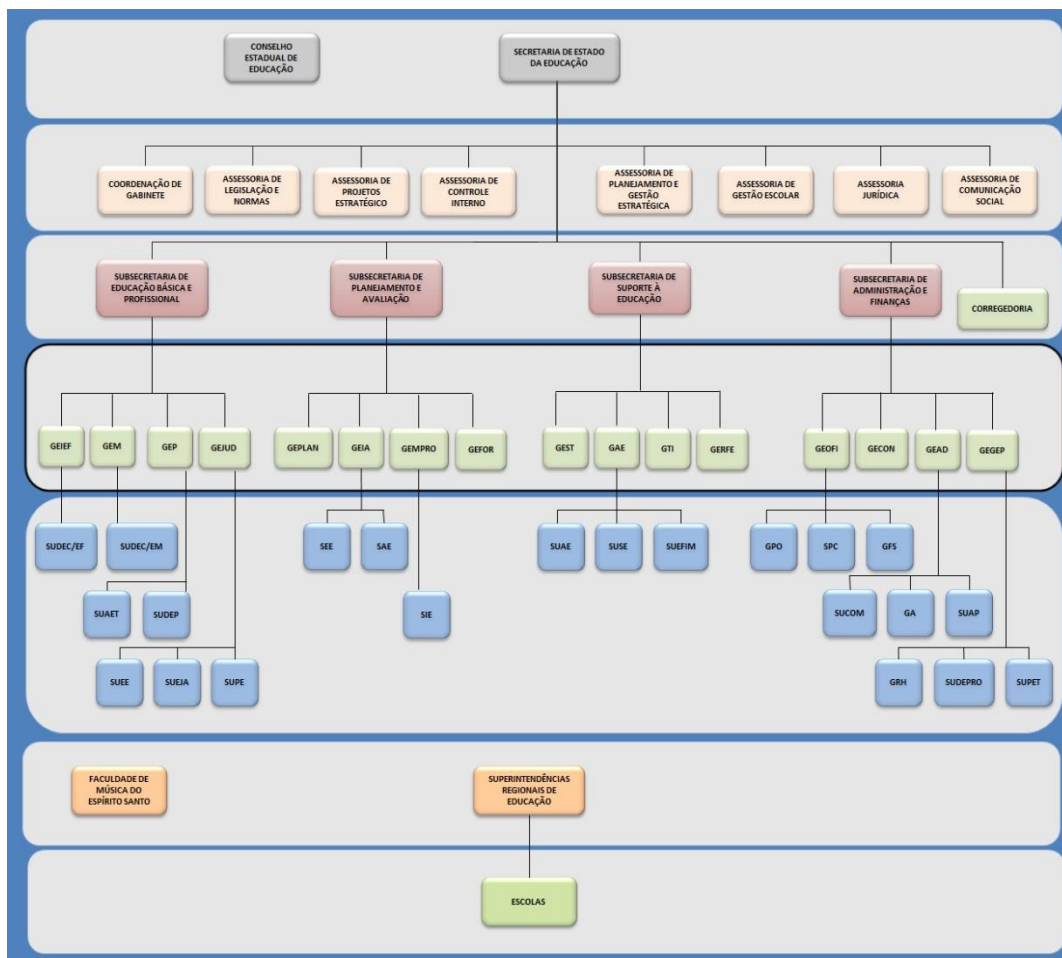 CONSELHO
ESTADUAL DE
EDUCAÇÃO
SECRETARIA DE ESTADO
DA EDUCAÇÃO
COORDENAÇÃO DE
GABINETE
ASSESSORIA DE
LEGISLAÇÃO E
NORMAS
ASSESSORIA DE
PROJETOS
ESTRATÉGICO
ASSESSORIA DE
CONTROLE
INTERNO
ASSESSORIA DE
PLANEJAMENTO E
GESTÃO
ESTRATÉGICA
ASSESSORIA DE
GESTÃO ESCOLAR
ASSESSORIA
JURÍDICA
ASSESSORIA DE
COMUNICAÇÃO
SOCIAL
SUBSECRETARIA DE
EDUCAÇÃO BÁSICA E
PROFISSIONAL
SUBSECRETARIA DE
PLANEJAMENTO E
AVALIAÇÃO
SUBSECRETARIA DE
SUPORTE À
EDUCAÇÃO
SUBSECRETARIA DE
ADMINISTRAÇÃO E
FINANÇAS
CORREGEDORIA
GEIEF
GEM
GEP
GEJUD
GEPLAN
GEIA
GEMPRO
GEFOR
GEST
GAE
GTI
GERFE
GEOFI
GECON
GEAD
GEGEP
SUDEC/EF
SUDEC/EM
SEE
SAE
SUAE
SUSE
SUEFIM
GPO
SPC
GFS
SUAET
SUDEP
SIE
SUCOM
GA
SUAP
SUEE
SUEJA
SUPE
GRH
SUDEPRO
SUPET
FACULDADE DE
MÚSICA DO
ESPÍRITO SANTO
SUPERINTENDÊNCIAS
REGIONAIS DE
EDUCAÇÃO
ESCOLAS